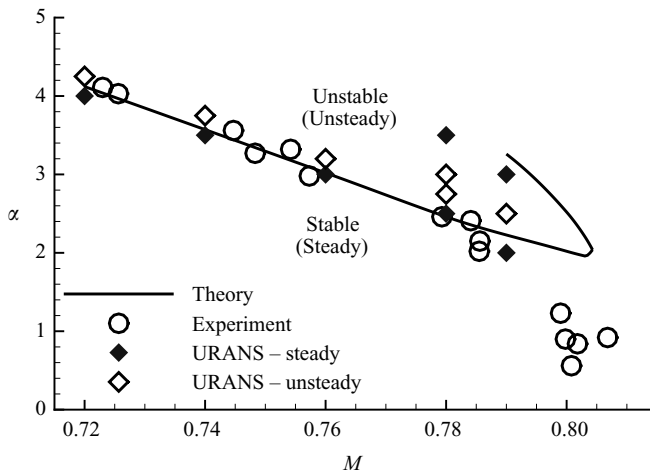 5
4
3
2
1
0
α
Unstable
(Unsteady)
Stable
(Steady)
Theory
Experiment
URANS – steady
URANS – unsteady
0.72
0.74
0.76
0.78
0.80
M